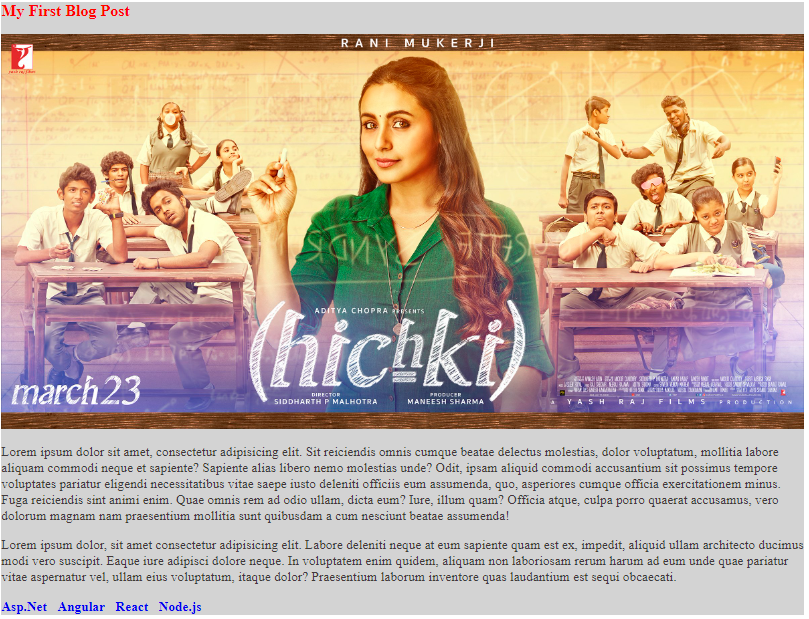 My First Blog Post
RANI MUKERJI
ADITYA CHOPRA PRESENTS
(hichki)
march 23
DIRECTOR
SIDDHARTH P MALHOTRA
PRODUCER
MANEESH SHARMA
A YASH RAJ FILMS PRODUCTION
Lorem ipsum dolor sit amet, consectetur adipisicing elit. Sit reiciendis omnis cumque beatae delectus molestias, dolor voluptatum, mollitia labore
aliquam commodi neque et sapiente? Sapiente alias libero nemo molestias unde? Odit, ipsam aliquid commodi accusantium sit possimus tempore
voluptates pariatur eligendi necessitatibus vitae saepe iusto deleniti officiis eum assumenda, quo, asperiores cumque officia exercitationem minus.
Fuga reiciendis sint animi enim. Quae omnis rem ad odio ullam, dicta eum? Iure, illum quam? Officia atque, culpa porro quaerat accusamus, vero
dolorum magnam nam praesentium mollitia sunt quibusdam a cum nesciunt beatae assumenda!
Lorem ipsum dolor, sit amet consectetur adipisicing elit. Labore deleniti neque at eum sapiente quam est ex, impedit, aliquid ullam architecto ducimus
modi vero suscipit. Eaque iure adipisci dolore neque. In voluptatem enim quidem, aliquam non laboriosam rerum harum ad eum unde quae pariatur
vitae aspernatur vel, ullam eius voluptatum, itaque dolor? Praesentium laborum inventore quas laudantium est sequi obcaecati.
Asp.Net Angular React Node.js